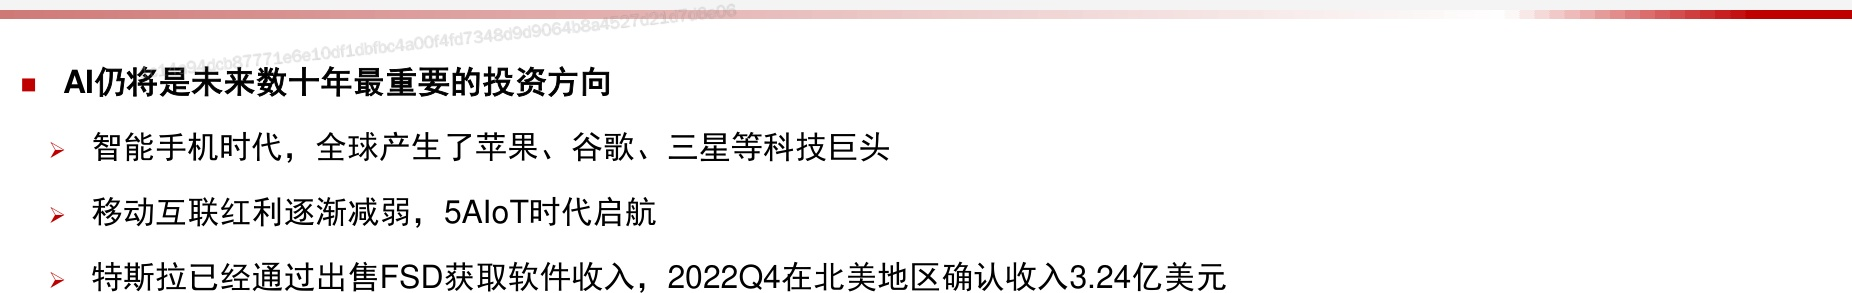 AI仍将是未来数十年最重要的投资方向
智能手机时代，全球产生了苹果、谷歌、三星等科技巨头
移动互联红利逐渐减弱，5AIoT时代启航
特斯拉已经通过出售FSD获取软件收入，2022Q4在北美地区确认收入3.24亿美元